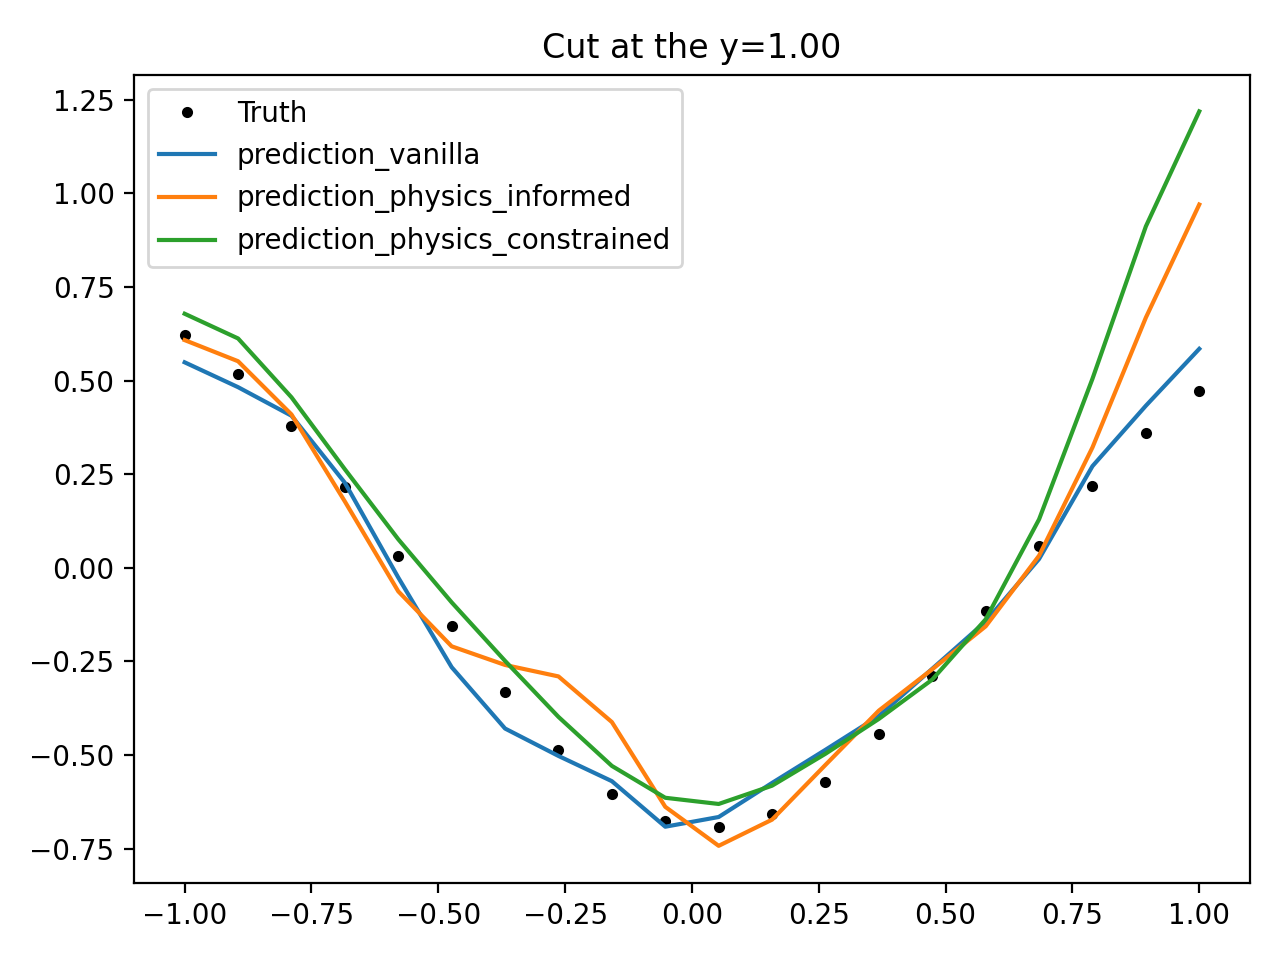 Cut at the y=1.00
1.25
1.00
0.75
0.50
0.25
0.00
−0.25
−0.50
−0.75
Truth
prediction_vanilla
prediction_physics_informed
prediction_physics_constrained
−1.00 −0.75 −0.50 −0.25 0.00 0.25 0.50 0.75 1.00